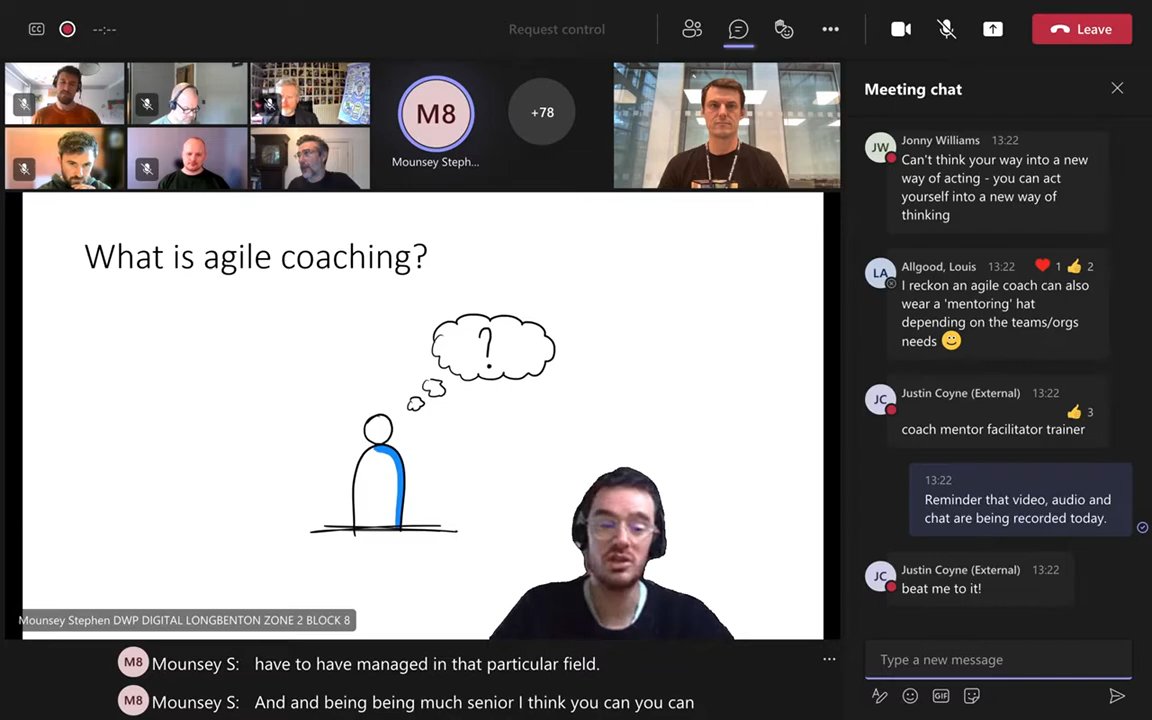 CC
--:--
Request control
Leave
M8
Mounsey Steph...
+78
What is agile coaching?
?
Mounsey Stephen DWP DIGITAL LONGBENTON ZONE 2 BLOCK 8
M8 Mounsey S: have to have managed in that particular field.
M8 Mounsey S: And and being being much senior I think you can you can
Meeting chat
JW
Jonny Williams 13:22
Can't think your way into a new
way of acting - you can act
yourself into a new way of
thinking
LA
Allgood, Louis 13:22 ❤️ 1 👍 2
I reckon an agile coach can also
wear a 'mentoring' hat
depending on the teams/orgs
needs 🙂
JC
Justin Coyne (External) 13:22
👍 3
coach mentor facilitator trainer
13:22
Reminder that video, audio and
chat are being recorded today.
JC
Justin Coyne (External) 13:22
beat me to it!
Type a new message
GIF